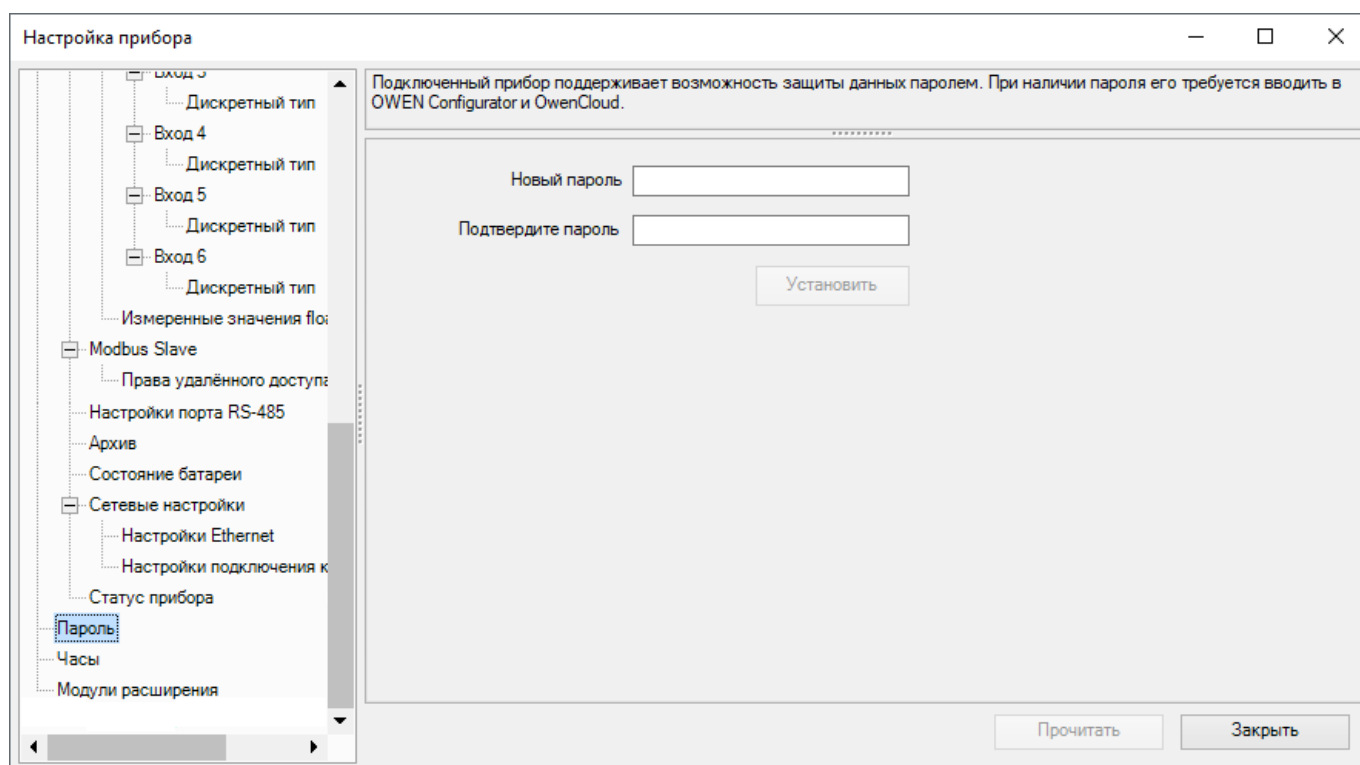 Настройка прибора
Вход 3
Дискретный тип
Вход 4
Дискретный тип
Вход 5
Дискретный тип
Вход 6
Дискретный тип
Измеренные значения floa
Modbus Slave
Права удалённого доступа
Настройки порта RS-485
Архив
Состояние батареи
Сетевые настройки
Настройки Ethernet
Настройки подключения к
Статус прибора
Пароль
Часы
Модули расширения
Подключенный прибор поддерживает возможность защиты данных паролем. При наличии пароля его требуется вводить в
OWEN Configurator и OwenCloud.
Новый пароль
Подтвердите пароль
Установить
Прочитать
Закрыть